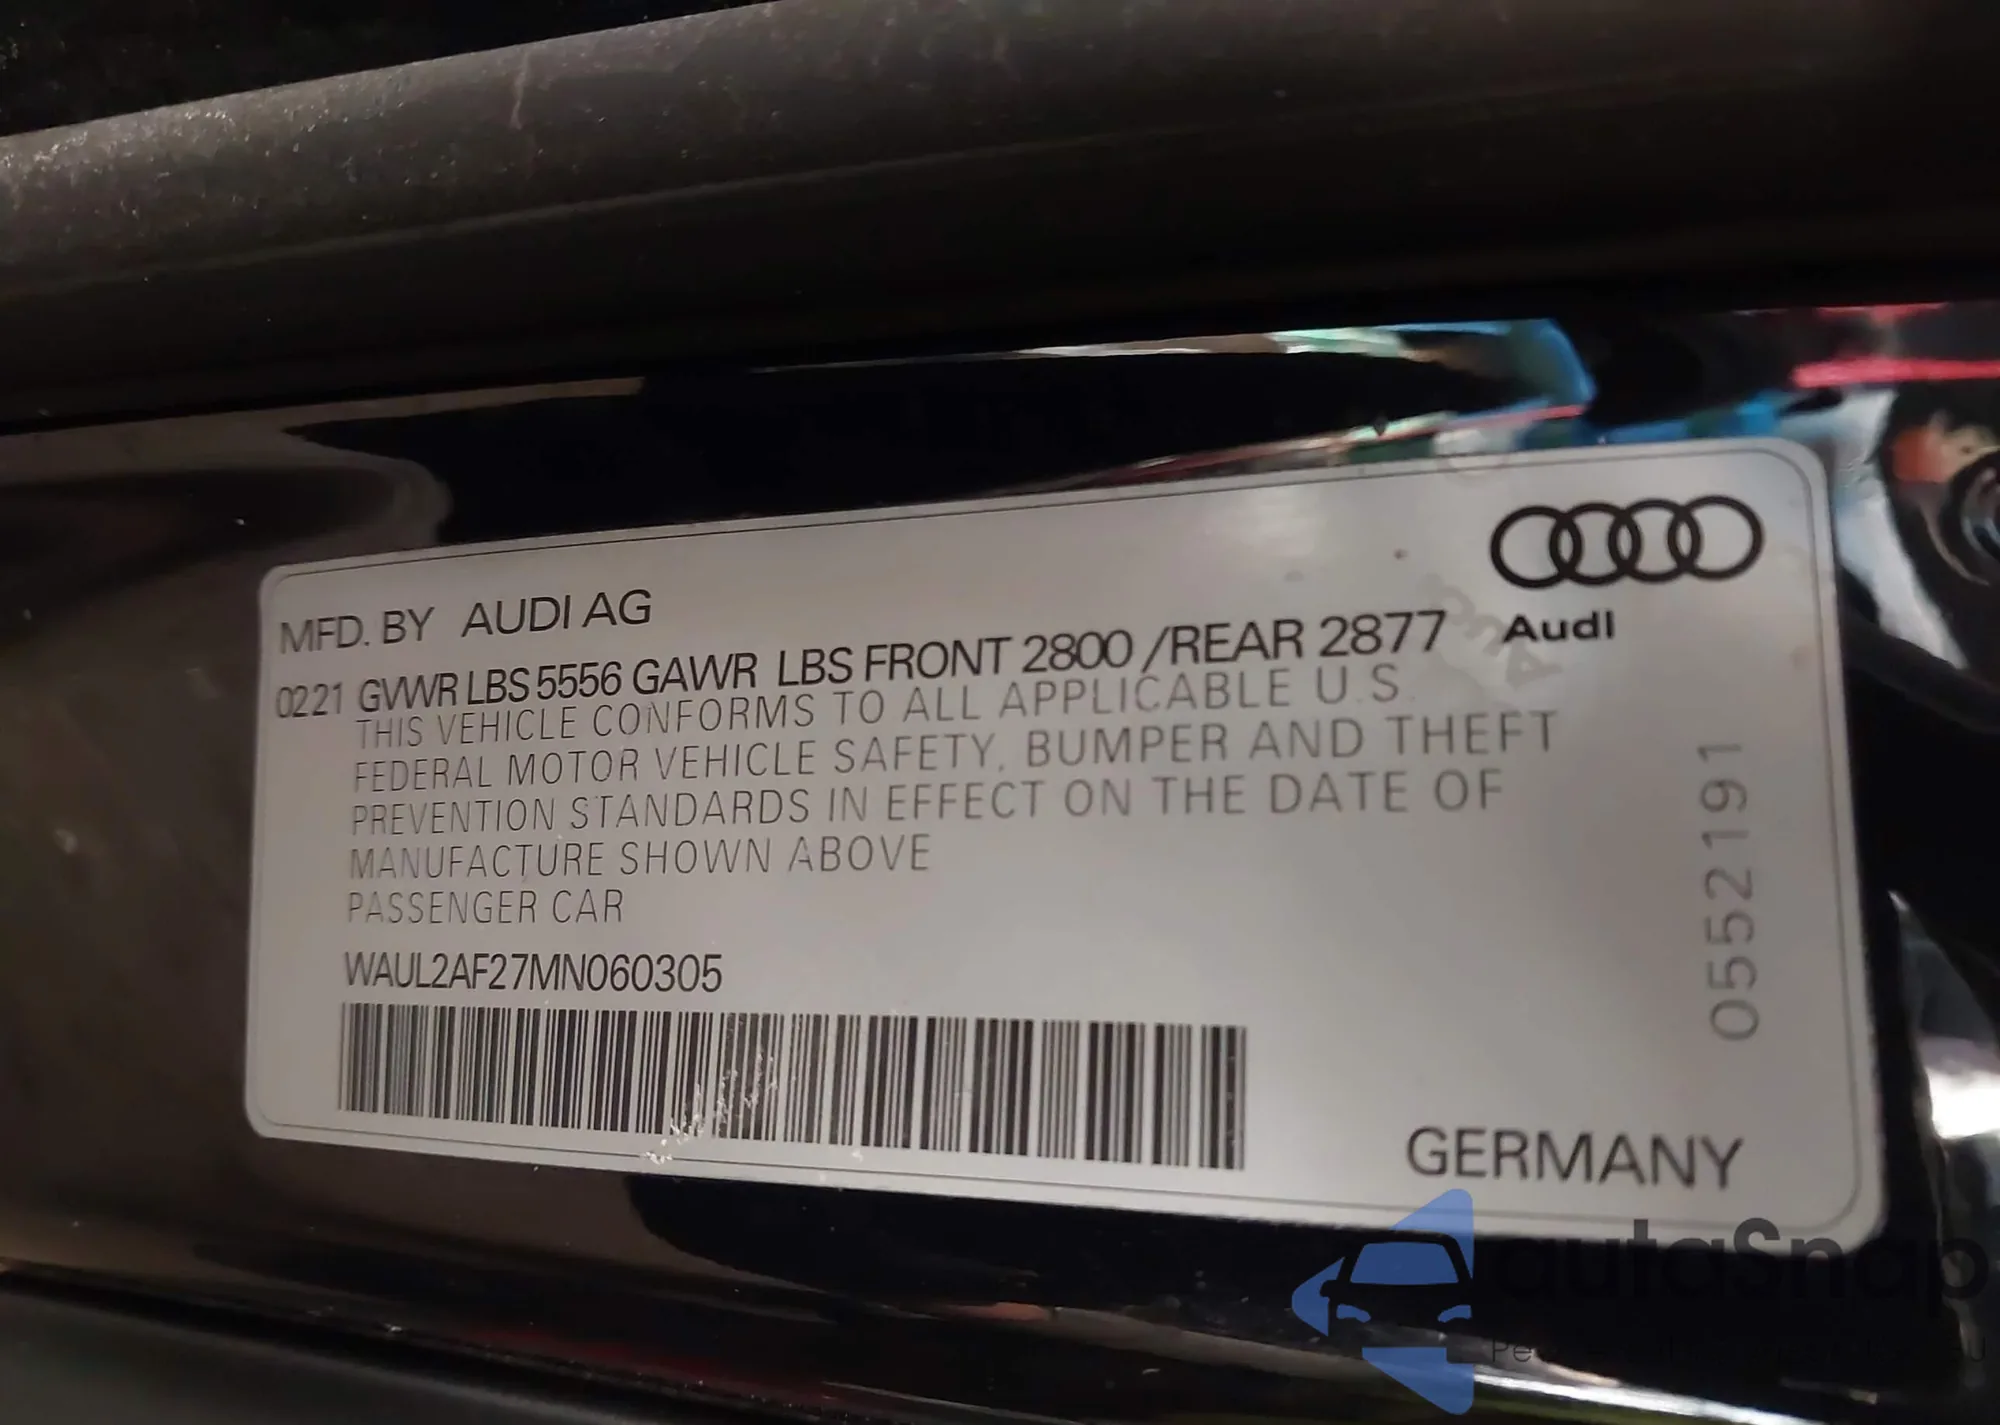 MFD. BY AUDI AG
Audi
0221 GVWR LBS 5556 GAWR LBS FRONT 2800 /REAR 2877
THIS VEHICLE CONFORMS TO ALL APPLICABLE U.S.
FEDERAL MOTOR VEHICLE SAFETY, BUMPER AND THEFT
PREVENTION STANDARDS IN EFFECT ON THE DATE OF
MANUFACTURE SHOWN ABOVE
PASSENGER CAR
WAUL2AF27MN060305
0552191
GERMANY
autaSnap